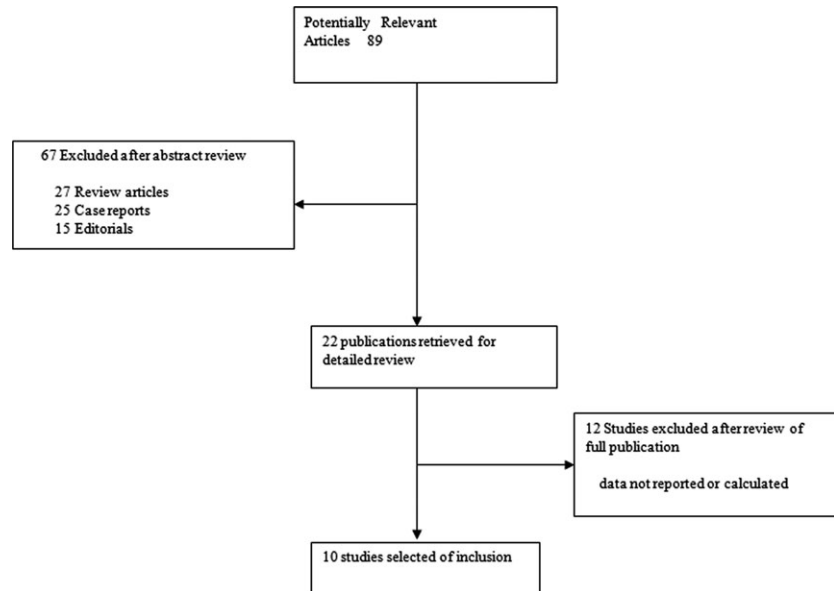 Potentially Relevant
Articles 89
67 Excluded after abstract review
27 Review articles
25 Case reports
15 Editorials
22 publications retrieved for
detailed review
12 Studies excluded after review of
full publication
data not reported or calculated
10 studies selected of inclusion